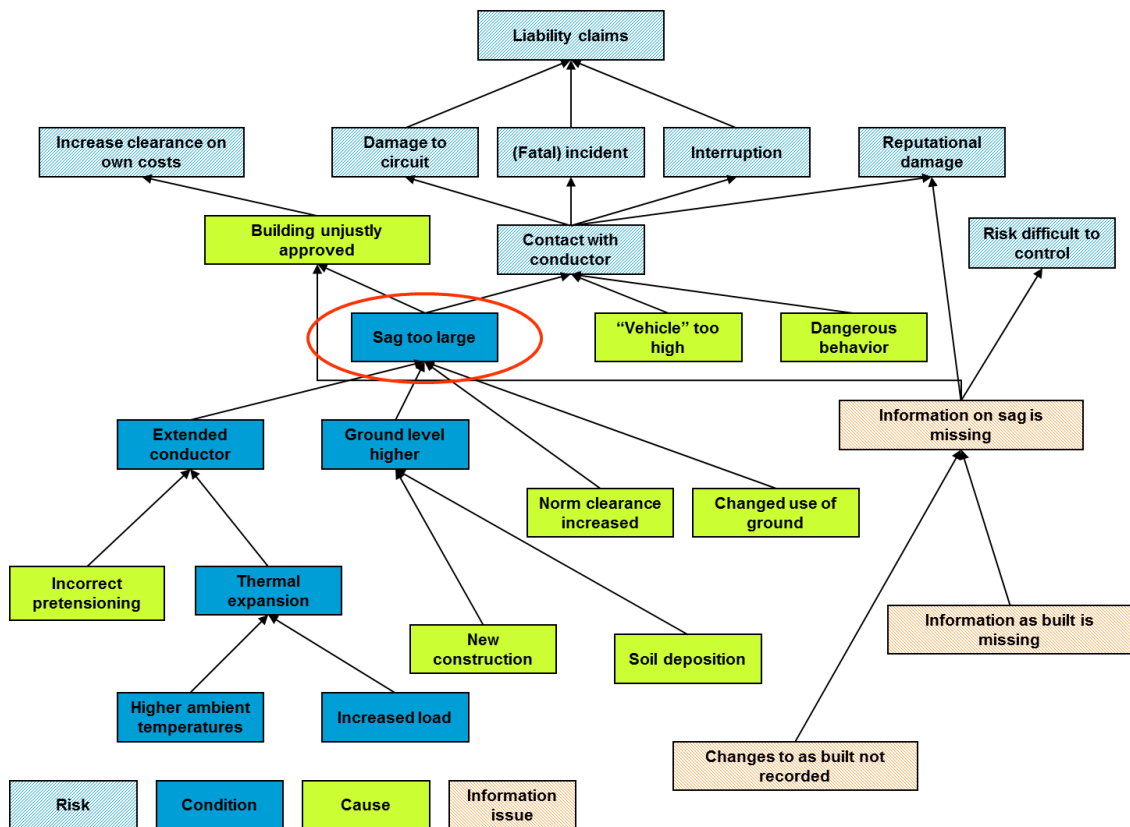 Liability claims
Increase clearance on
own costs
Damage to
circuit
(Fatal) incident
Interruption
Reputational
damage
Building unjustly
approved
Contact with
conductor
Risk difficult to
control
Sag too large
“Vehicle” too
high
Dangerous
behavior
Extended
conductor
Ground level
higher
Information on sag is
missing
Norm clearance
increased
Changed use of
ground
Incorrect
pretensioning
Thermal
expansion
New
construction
Soil deposition
Information as built is
missing
Higher ambient
temperatures
Increased load
Changes to as built not
recorded
Risk
Condition
Cause
Information
issue